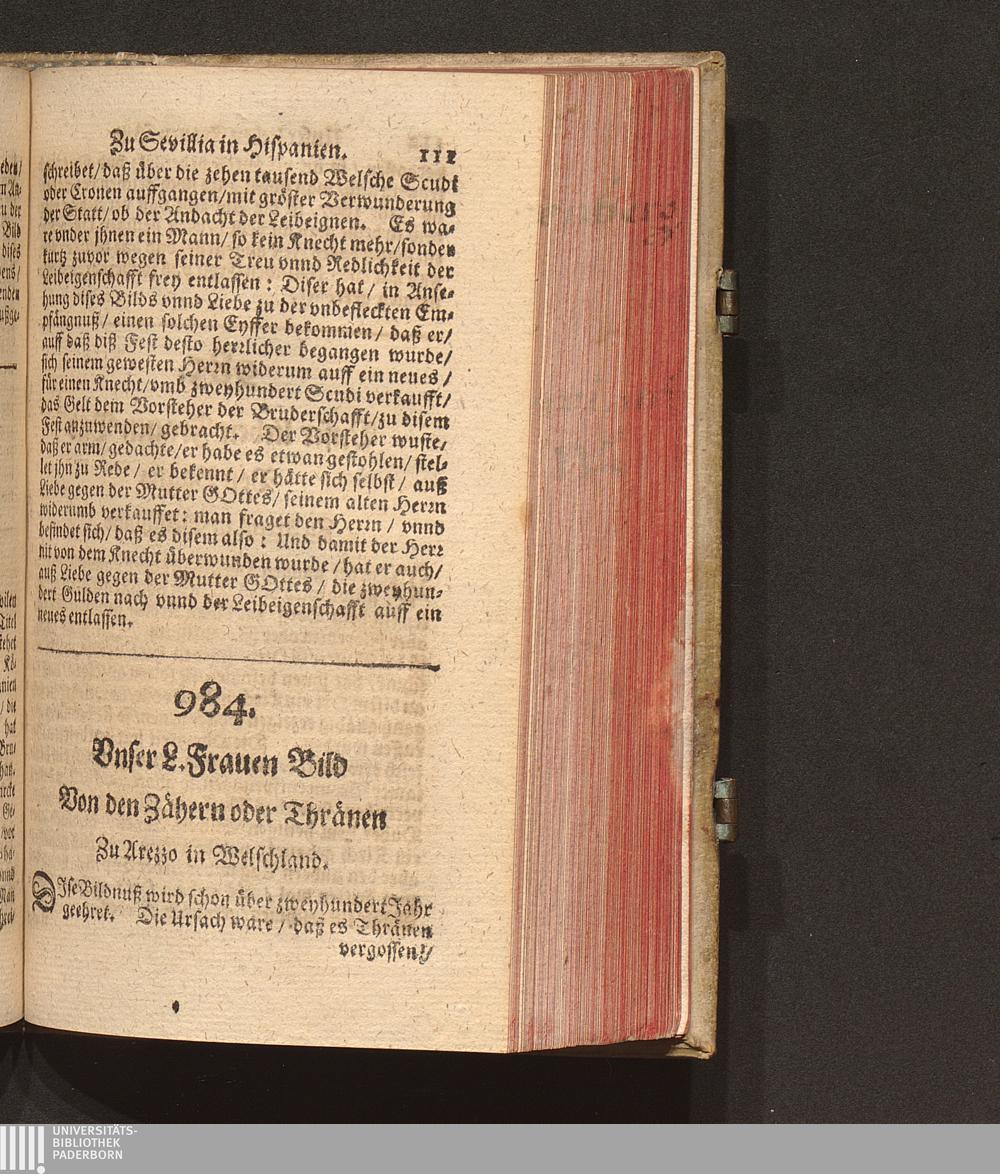 Zu Sevillia in Hispanien. 111
schreibet/ daß über die zehen tausend Welsche Scudi
oder Cronen auffgangen/ mit gröster Verwunderung
der Statt/ ob der Andacht der Leibeignen. Es wa-
re vnder jhnen ein Mann/ so kein Knecht mehr/ sonder
kurtz zuvor wegen seiner Treu vnnd Redlichkeit der
Leibeigenschafft frey entlassen: Diser hat/ in Anse-
hung dises Bilds vnnd Liebe zu der vnbefleckten Em-
pfängnuß/ einen solchen Eyffer bekommen/ daß er/
auff daß diß Fest desto herrlicher begangen wurde/
sich seinem gewesten Herrn widerum auff ein neues/
für einen Knecht/ vmb zweyhundert Scudi verkaufft/
das Gelt dem Vorsteher der Bruderschafft/ zu disem
Fest anzuwenden/ gebracht. Der Vorsteher wuste/
daß er arm/ gedachte/ er habe es etwan gestohlen/ stel-
let jhn zu Rede/ er bekennt/ er hätte sich selbst/ auß
Liebe gegen der Mutter GOttes/ seinem alten Herrn
widerumb verkauffet: man fraget den Herrn/ vnnd
befindet sich/ daß es disem also: Und damit der Herr
nit von dem Knecht überwunden wurde/ hat er auch/
auß Liebe gegen der Mutter GOttes/ die zweyhun-
dert Gulden nach vnnd der Leibeigenschafft auff ein
neues entlassen.
984.
Vnser L. Frauen Bild
Von den Zähern oder Thränen
Zu Arezzo in Welschland.
DIse Bildnuß wird schon über zweyhundert Jahr
geehret. Die Ursach ware/ daß es Thränen
vergossen/
UNIVERSITÄTS-
BIBLIOTHEK
PADERBORN